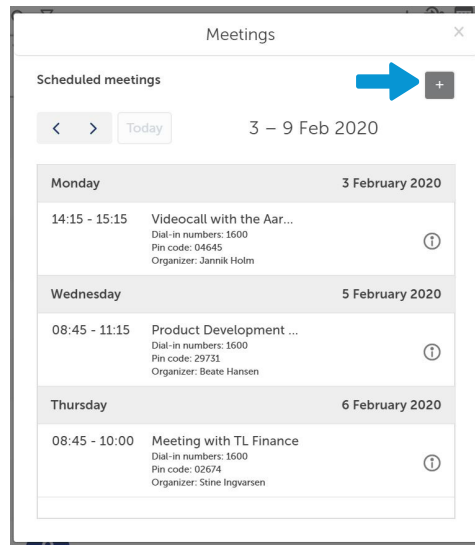 Meetings
Scheduled meetings
+
Today
3 – 9 Feb 2020
Monday 3 February 2020
14:15 - 15:15 Videocall with the Aar...
Dial-in numbers: 1600
Pin code: 04645
Organizer: Jannik Holm
Wednesday 5 February 2020
08:45 - 11:15 Product Development ...
Dial-in numbers: 1600
Pin code: 29731
Organizer: Beate Hansen
Thursday 6 February 2020
08:45 - 10:00 Meeting with TL Finance
Dial-in numbers: 1600
Pin code: 02674
Organizer: Stine Ingvarsen